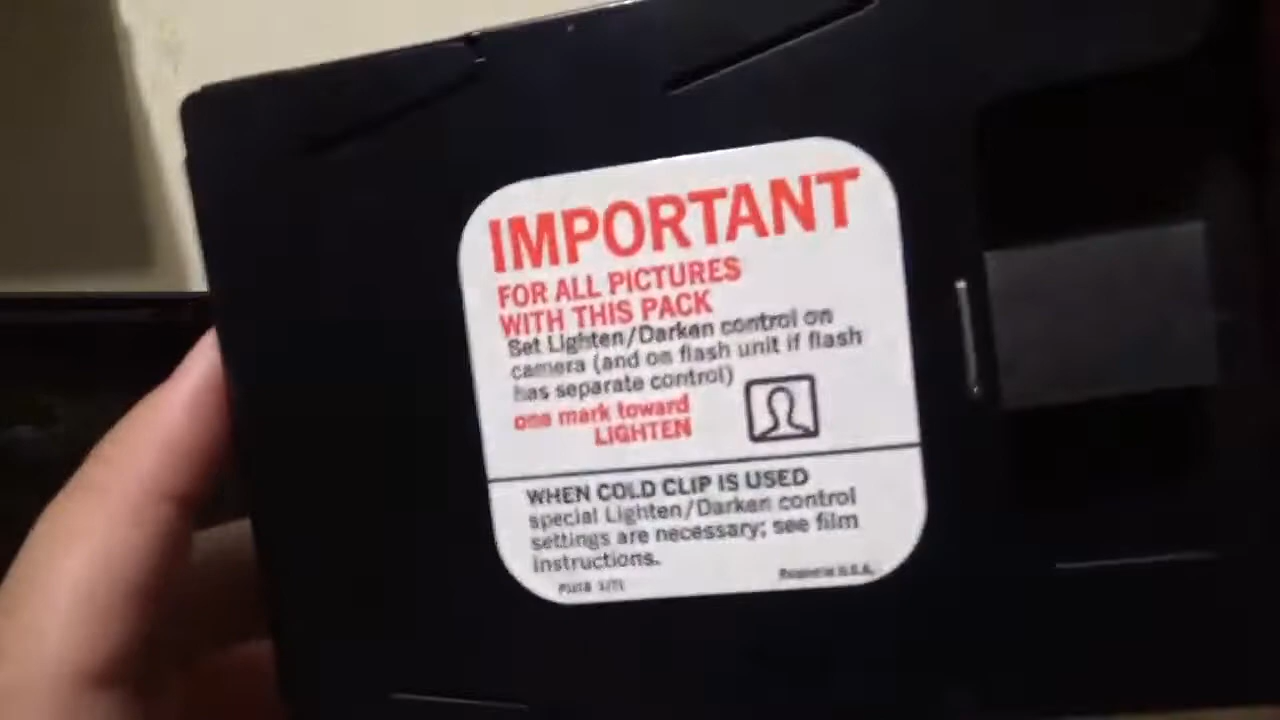 IMPORTANT
FOR ALL PICTURES
WITH THIS PACK
Set Lighten/Darken control on
camera (and on flash unit if flash
has separate control)
one mark toward
LIGHTEN
WHEN COLD CLIP IS USED
special Lighten/Darken control
settings are necessary; see film
instructions.
U.S.A.